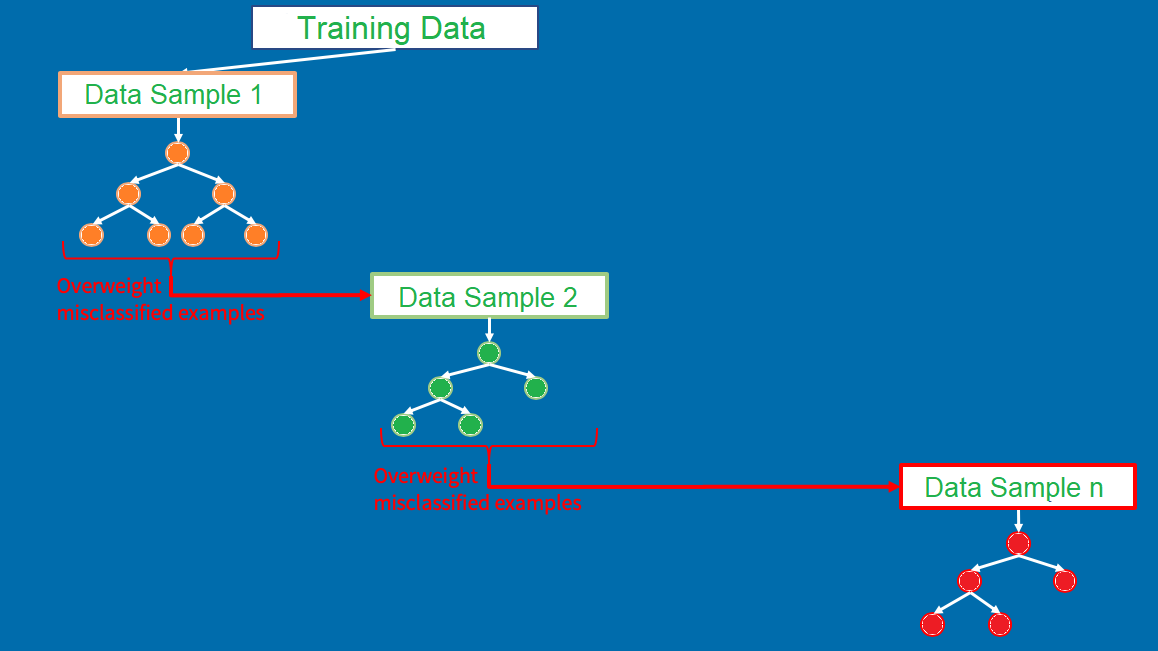 Training Data
Data Sample 1
Overweight
misclassified examples
Data Sample 2
Overweight
misclassified examples
Data Sample n